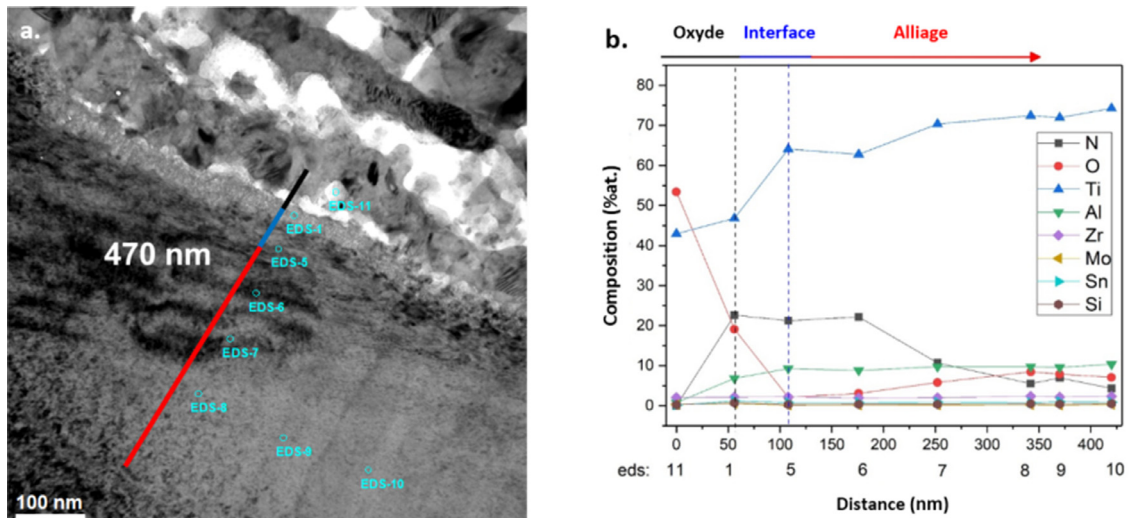 a.
470 nm
EDS-11
EDS-1
EDS-5
EDS-6
EDS-7
EDS-8
EDS-9
EDS-10
100 nm
b.
Oxyde Interface Alliage
Composition (%at.)
80
70
60
50
40
30
20
10
0
N
O
Ti
Al
Zr
Mo
Sn
Si
0 50 100 150 200 250 300 350 400
eds: 11 1 5 6 7 8 9 10
Distance (nm)